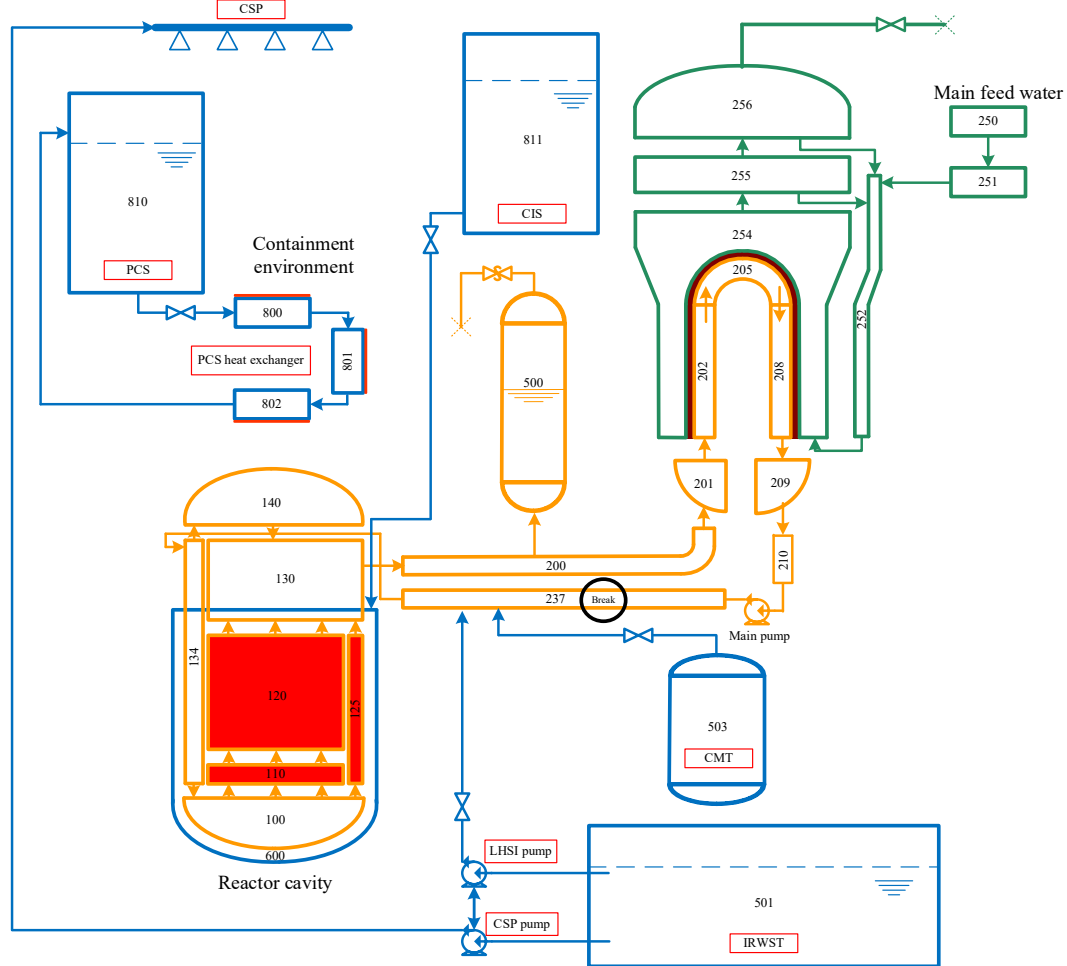 CSP
256
Main feed water
250
811
255
251
810
CIS
254
Containment
environment
205
PCS
800
252
PCS heat exchanger
801
202
208
500
802
201
209
140
210
130
200
237
Break
Main pump
134
120
125
503
CMT
110
100
600
LHSI pump
Reactor cavity
501
CSP pump
IRWST